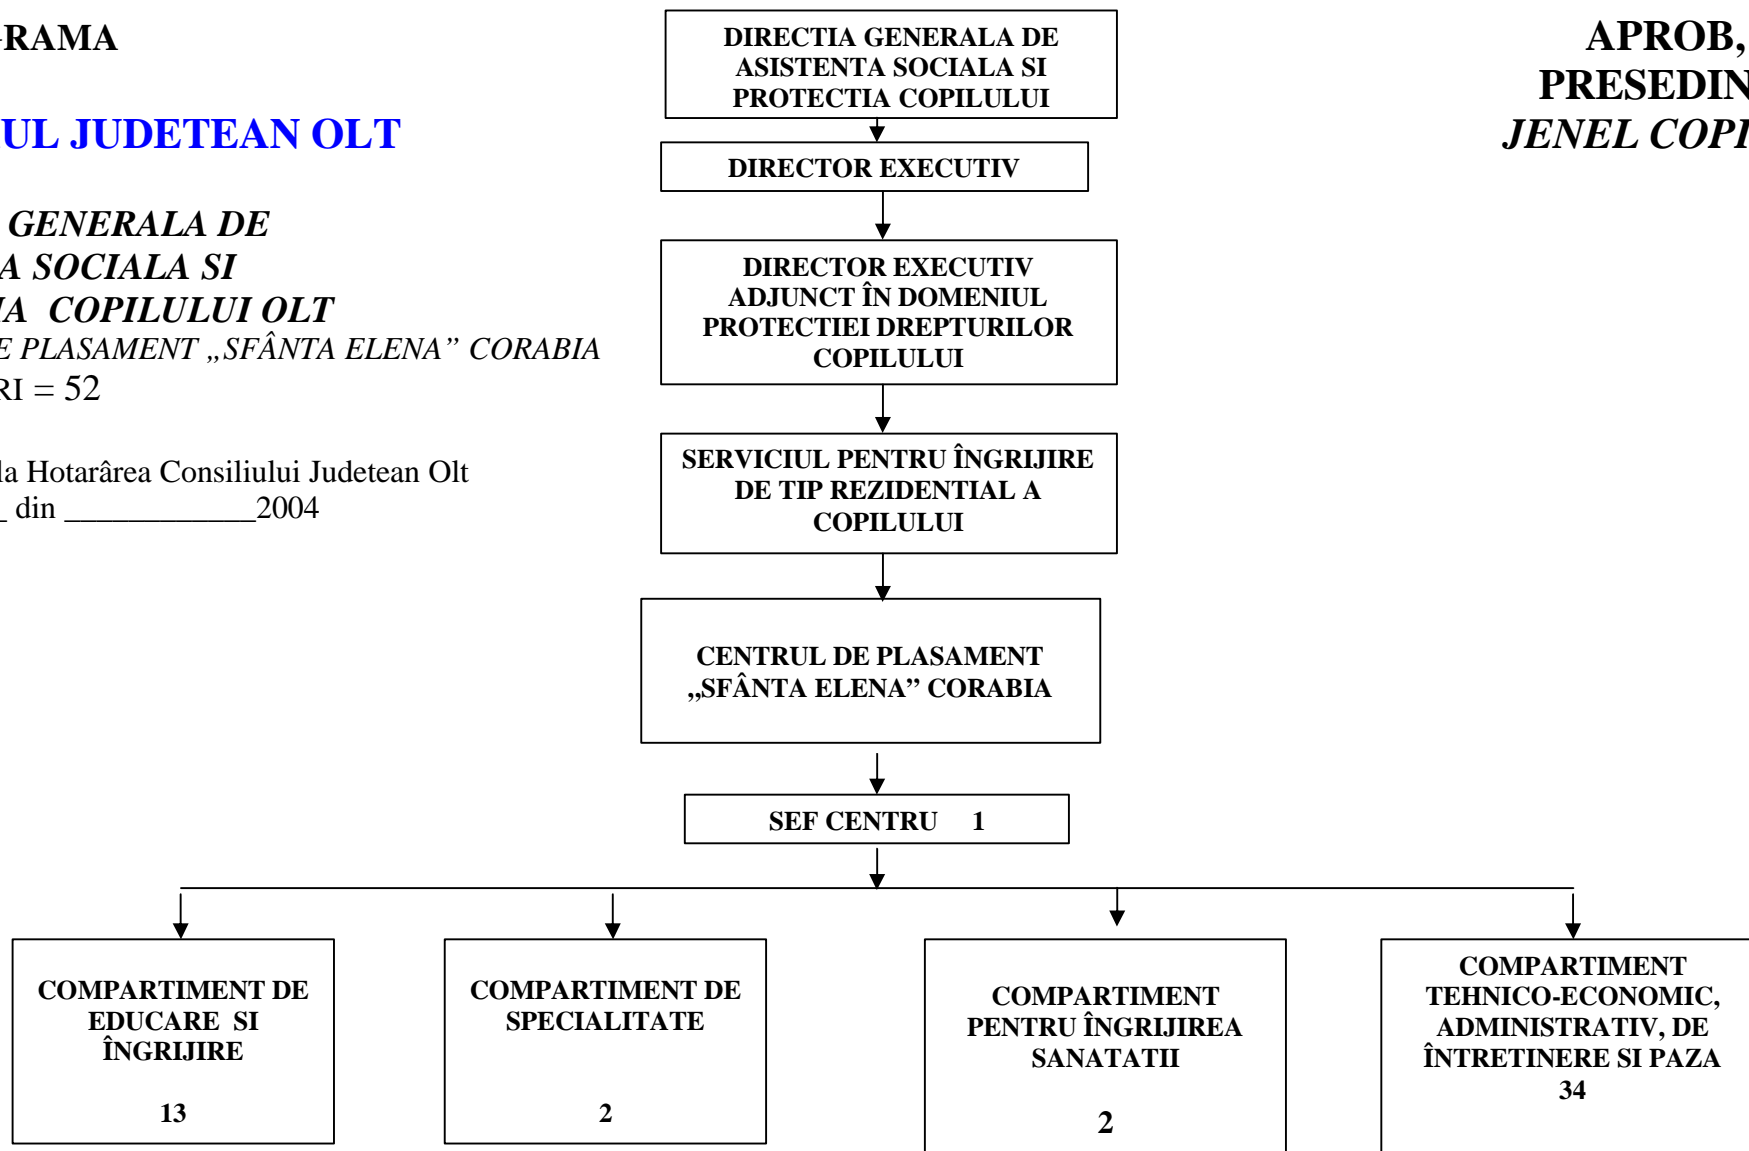 GRAMA
UL JUDETEAN OLT
GENERALA DE
A SOCIALA SI
IA COPILULUI OLT
E PLASAMENT „SFÂNTA ELENA” CORABIA
RI = 52
la Hotarârea Consiliului Judetean Olt
_ din ____________2004
APROB,
PRESEDIN
JENEL COPI
DIRECTIA GENERALA DE
ASISTENTA SOCIALA SI
PROTECTIA COPILULUI
DIRECTOR EXECUTIV
DIRECTOR EXECUTIV
ADJUNCT ÎN DOMENIUL
PROTECTIEI DREPTURILOR
COPILULUI
SERVICIUL PENTRU ÎNGRIJIRE
DE TIP REZIDENTIAL A
COPILULUI
CENTRUL DE PLASAMENT
„SFÂNTA ELENA” CORABIA
SEF CENTRU 1
COMPARTIMENT DE
EDUCARE SI
ÎNGRIJIRE
13
COMPARTIMENT DE
SPECIALITATE
2
COMPARTIMENT
PENTRU ÎNGRIJIREA
SANATATII
2
COMPARTIMENT
TEHNICO-ECONOMIC,
ADMINISTRATIV, DE
ÎNTRETINERE SI PAZA
34